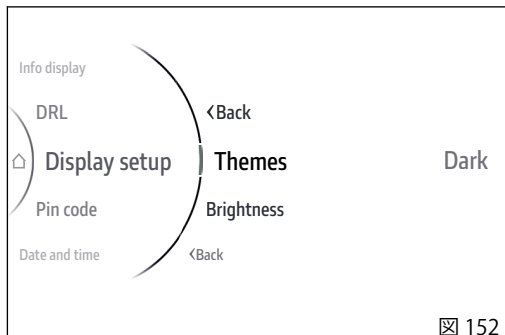 Info display
DRL
‹Back
Display setup
Themes
Dark
Pin code
Brightness
Date and time
‹Back
図 152